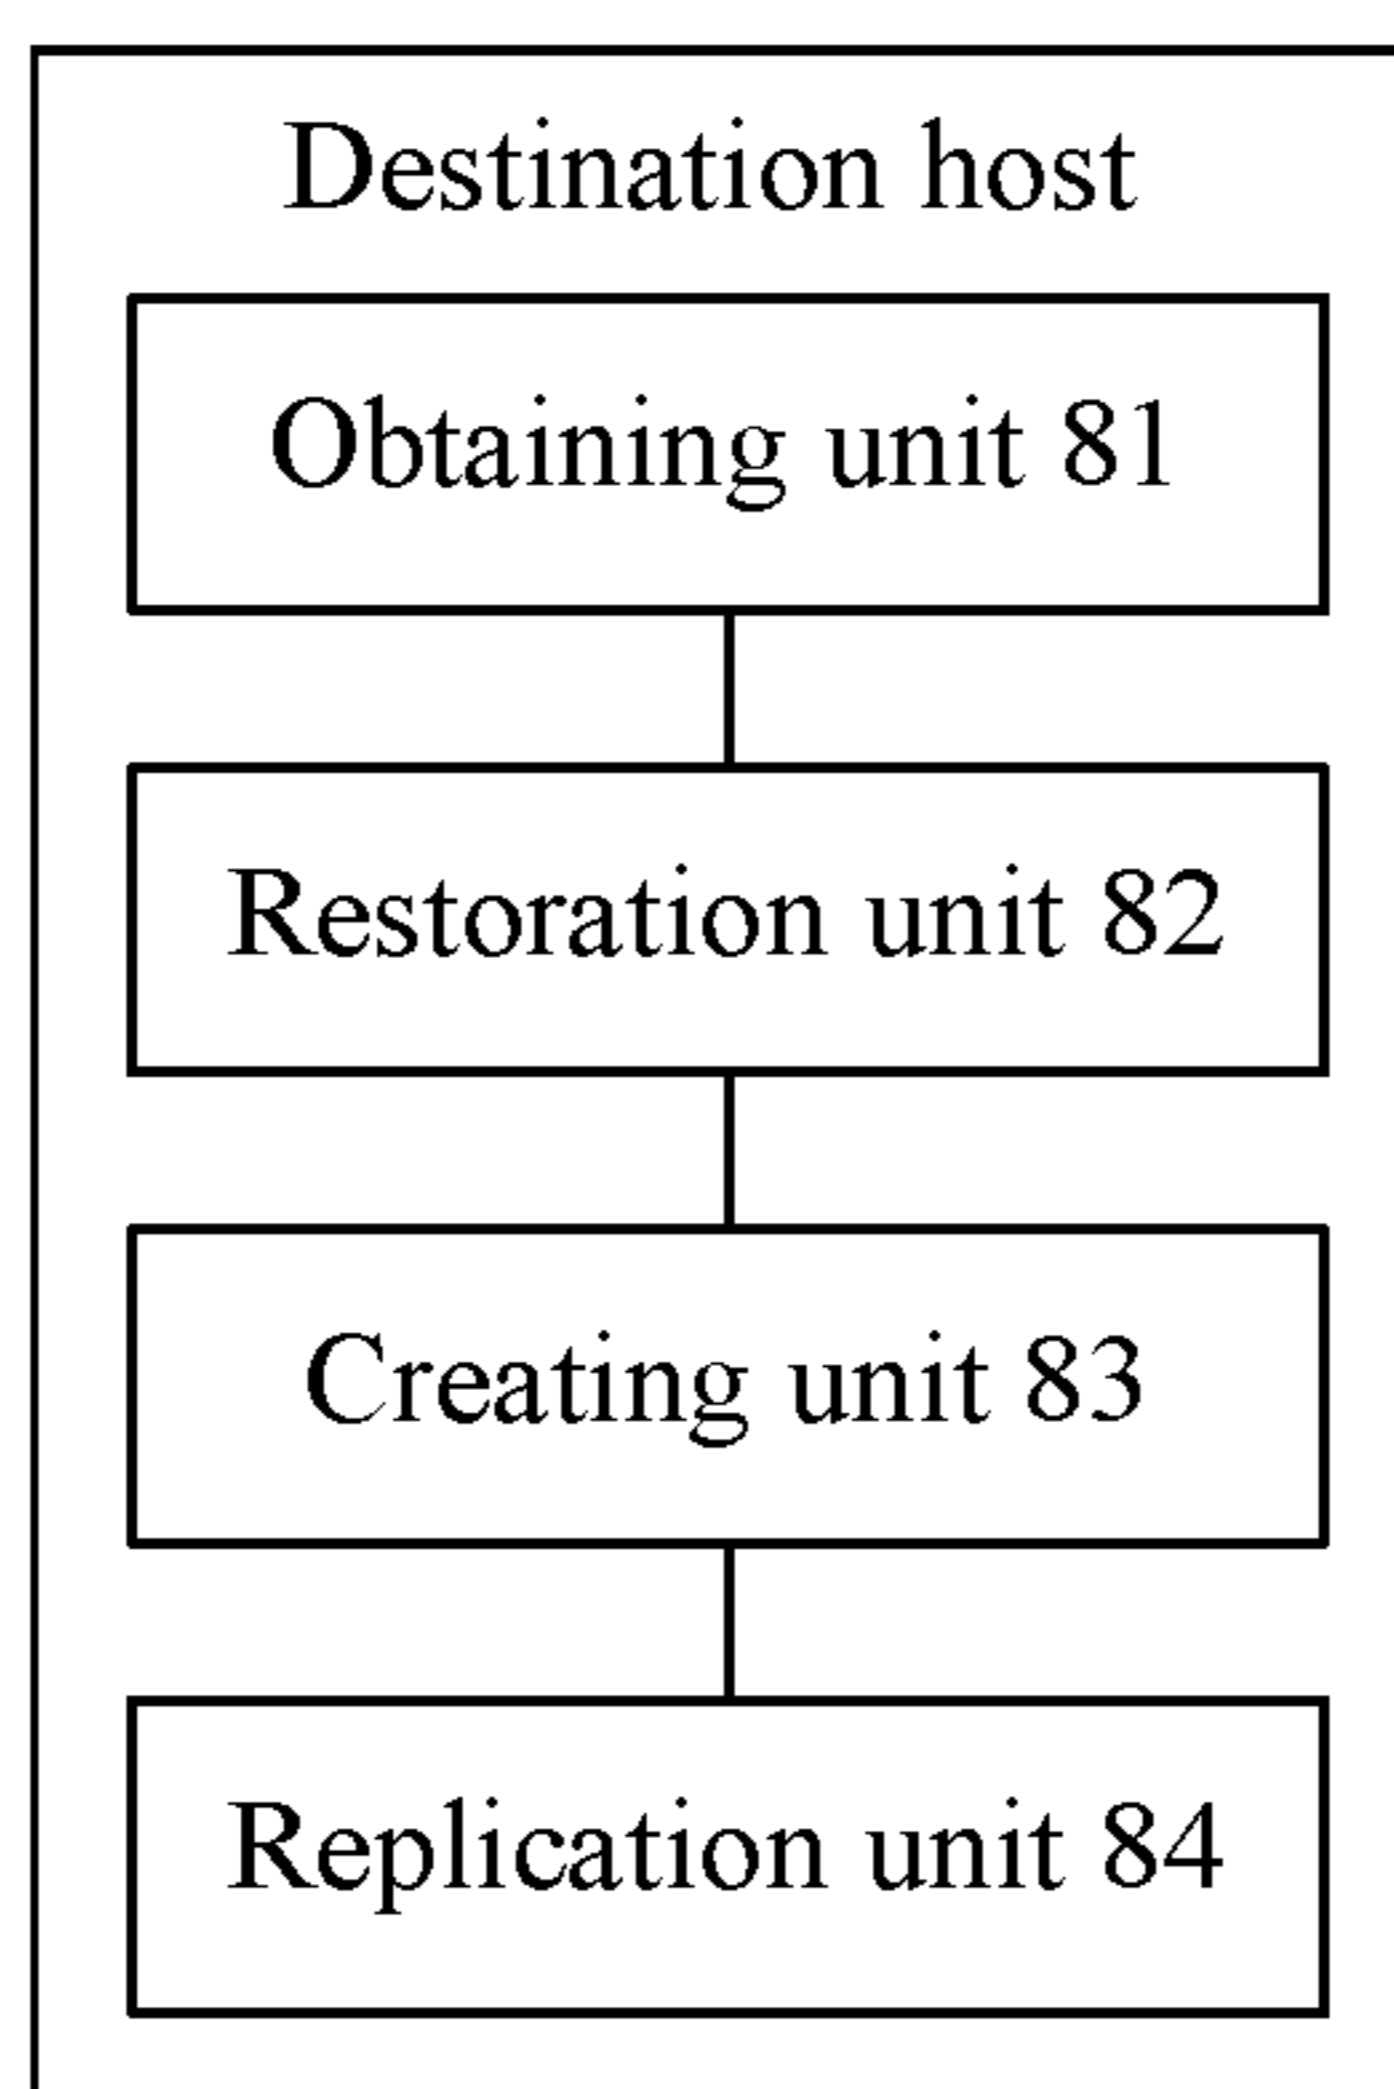 Destination host
Obtaining unit 81
Restoration unit 82
Creating unit 83
Replication unit 84